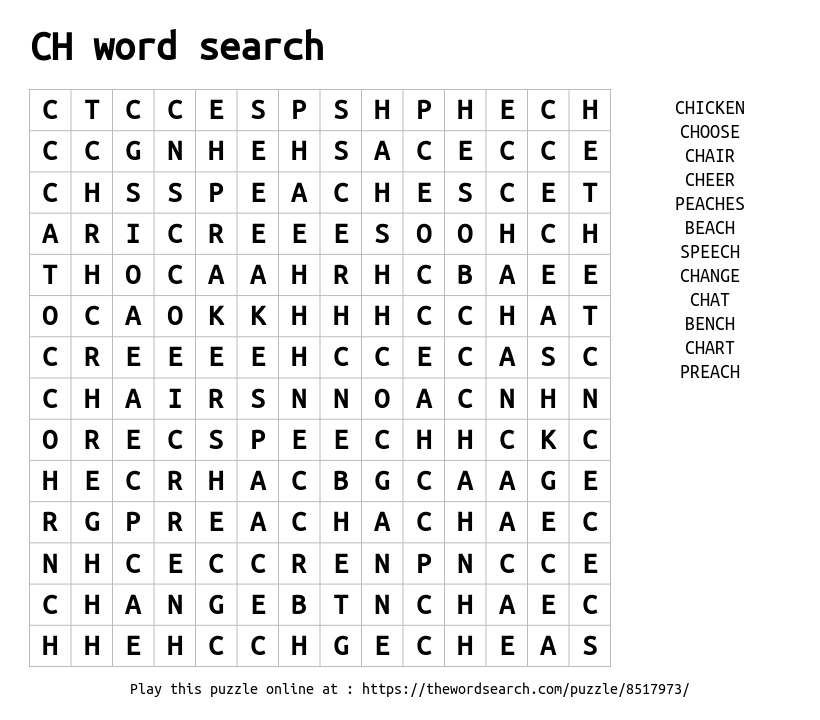 CH word search
C T C C E S P S H P H E C H
C C G N H E H S A C E C C E
C H S S P E A C H E S C E T
A R I C R E E E S O O H C H
T H O C A A H R H C B A E E
O C A O K K H H H C C H A T
C R E E E E H C C E C A S C
C H A I R S N N O A C N H N
O R E C S P E E C H H C K C
H E C R H A C B G C A A G E
R G P R E A C H A C H A E C
N H C E C C R E N P N C C E
C H A N G E B T N C H A E C
H H E H C C H G E C H E A S
CHICKEN
CHOOSE
CHAIR
CHEER
PEACHES
BEACH
SPEECH
CHANGE
CHAT
BENCH
CHART
PREACH
Play this puzzle online at : https://thewordsearch.com/puzzle/8517973/